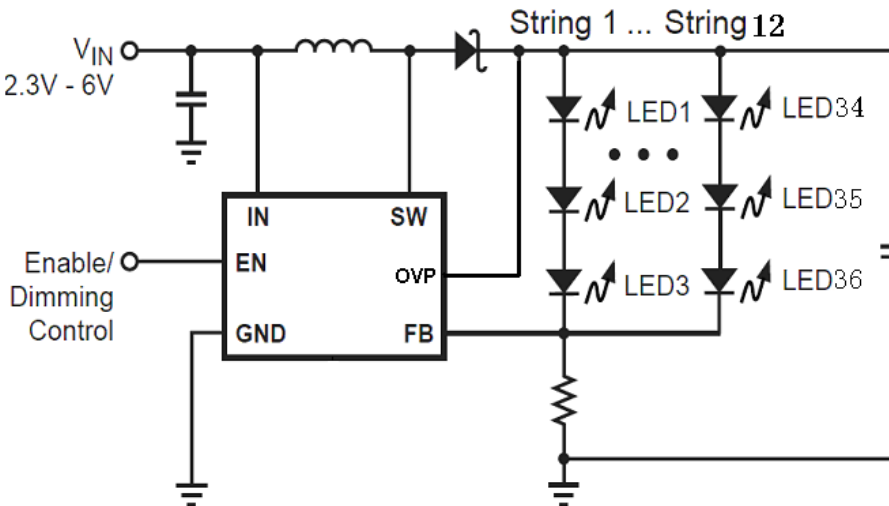 String 1 ... String 12
VIN
2.3V - 6V
LED1
LED34
LED2
LED35
LED3
LED36
IN
SW
EN
OVP
GND
FB
Enable/
Dimming
Control